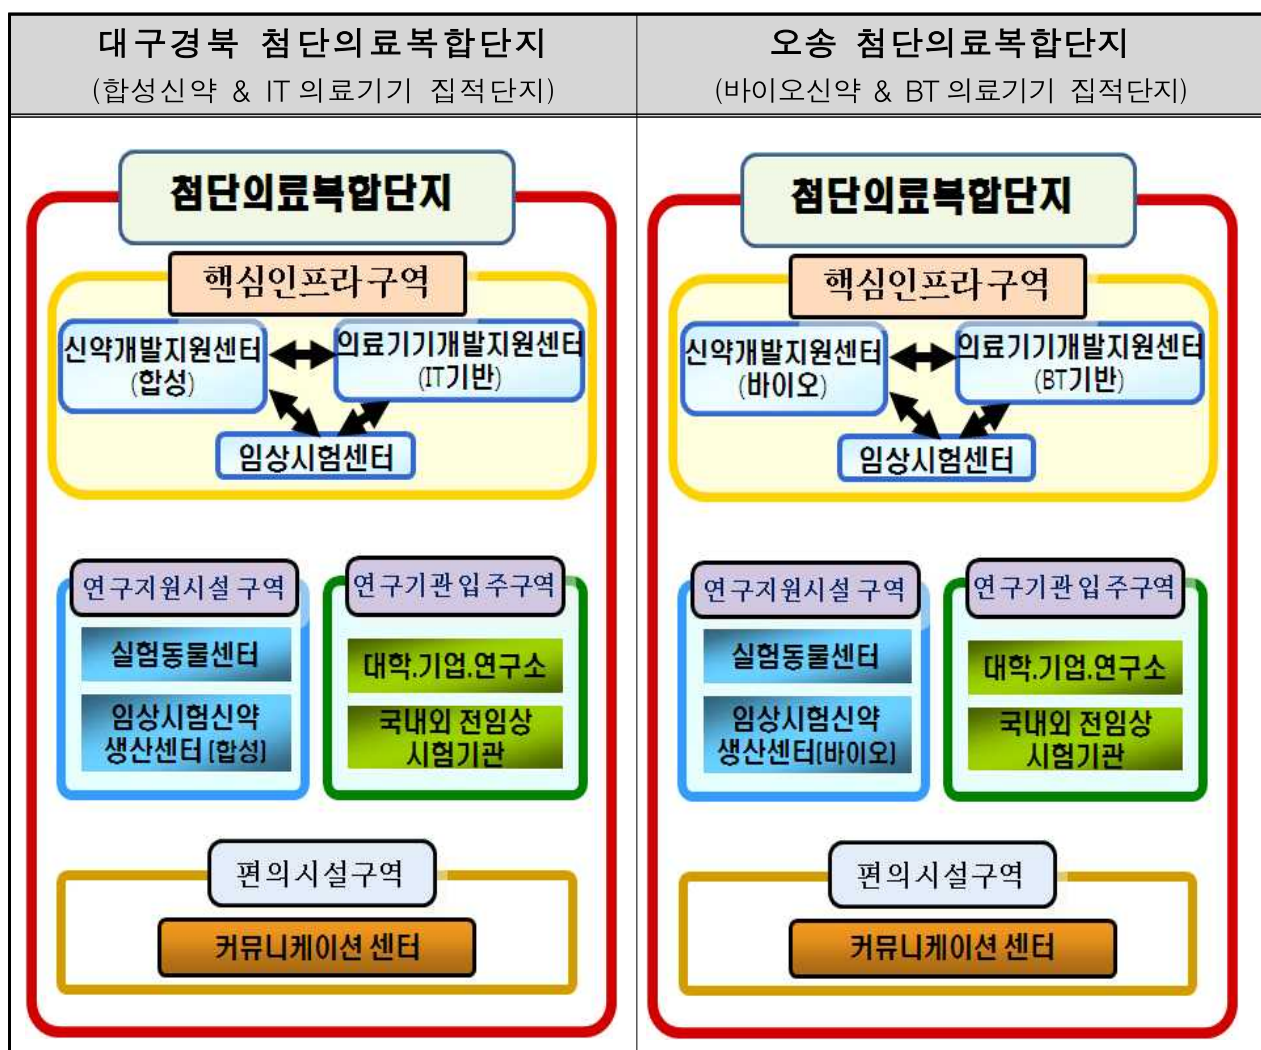 대구경북 첨단의료복합단지
(합성신약 & IT 의료기기 집적단지)
첨단의료복합단지
핵심인프라구역
신약개발지원센터
(합성)
의료기기개발지원센터
(IT기반)
임상시험센터
연구지원시설 구역
실험동물센터
임상시험신약
생산센터 [합성]
연구기관 입주구역
대학.기업.연구소
국내외 전임상
시험기관
편의시설구역
커뮤니케이션 센터
오송 첨단의료복합단지
(바이오신약 & BT 의료기기 집적단지)
첨단의료복합단지
핵심인프라구역
신약개발지원센터
(바이오)
의료기기개발지원센터
(BT기반)
임상시험센터
연구지원시설 구역
실험동물센터
임상시험신약
생산센터[바이오]
연구기관 입주구역
대학.기업.연구소
국내외 전임상
시험기관
편의시설구역
커뮤니케이션 센터